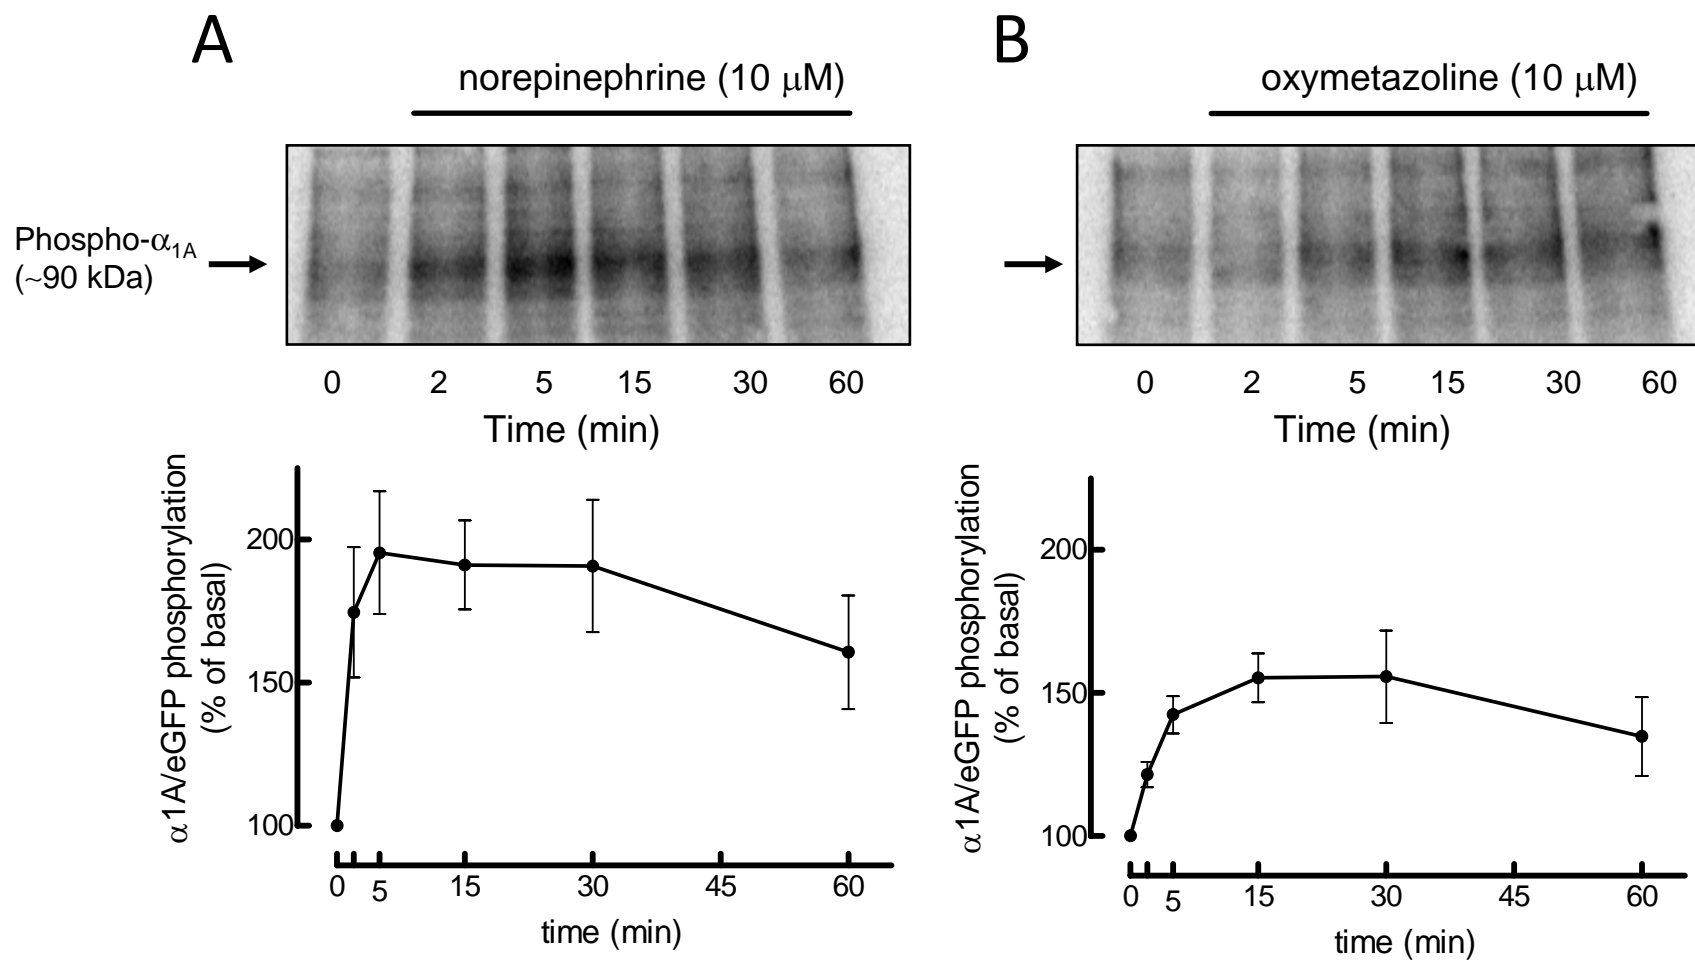 A
norepinephrine (10 μM)
Phospho-α1A
(~90 kDa)
0 2 5 15 30 60
Time (min)
α1A/eGFP phosphorylation
(% of basal)
200
150
100
0 5 15 30 45 60
time (min)
B
oxymetazoline (10 μM)
0 2 5 15 30 60
Time (min)
α1A/eGFP phosphorylation
(% of basal)
200
150
100
0 5 15 30 45 60
time (min)